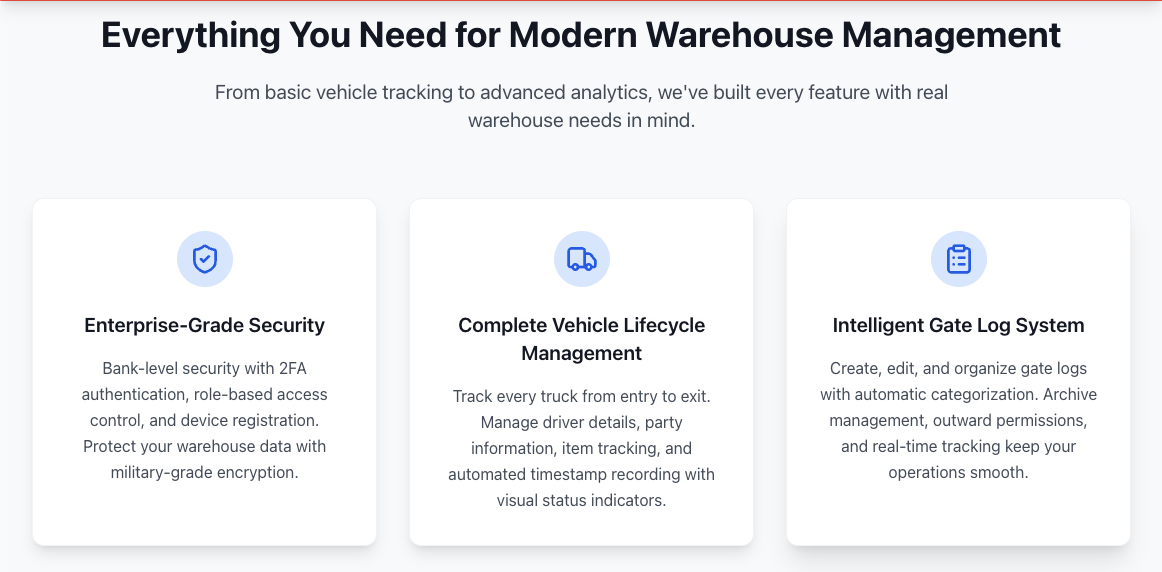 Everything You Need for Modern Warehouse Management
From basic vehicle tracking to advanced analytics, we've built every feature with real
warehouse needs in mind.
Enterprise-Grade Security
Bank-level security with 2FA
authentication, role-based access
control, and device registration.
Protect your warehouse data with
military-grade encryption.
Complete Vehicle Lifecycle
Management
Track every truck from entry to exit.
Manage driver details, party
information, item tracking, and
automated timestamp recording with
visual status indicators.
Intelligent Gate Log System
Create, edit, and organize gate logs
with automatic categorization. Archive
management, outward permissions,
and real-time tracking keep your
operations smooth.